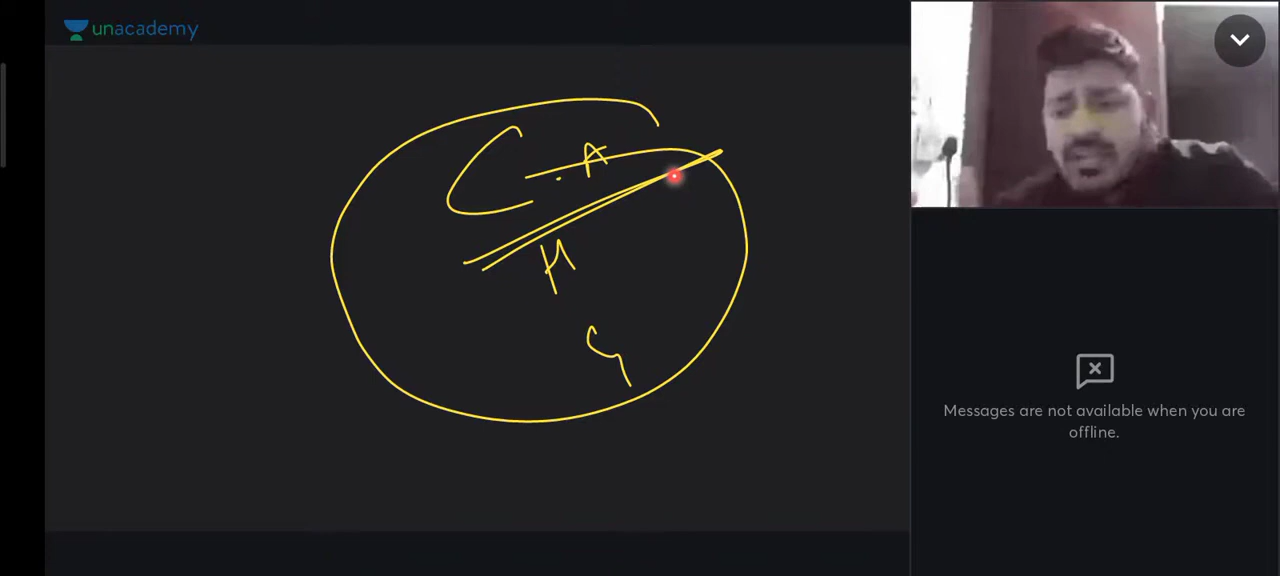 unacademy
A
M
G
Messages are not available when you are
offline.